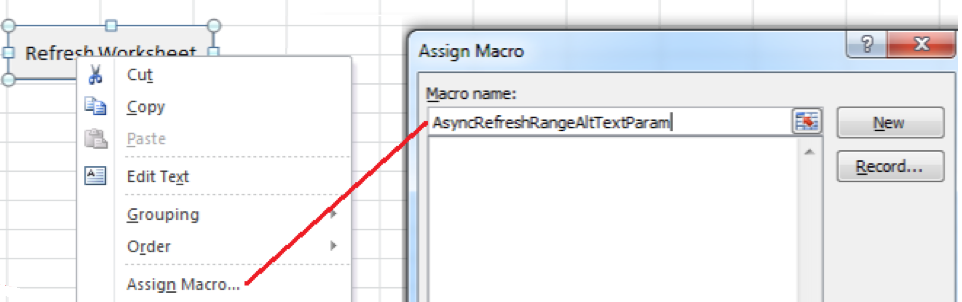 Refresh Worksheet
Cut
Copy
Paste
Edit Text
Grouping
Order
Assign Macro...
Assign Macro
?
X
Macro name:
AsyncRefreshRangeAltTextParam
New
Record...